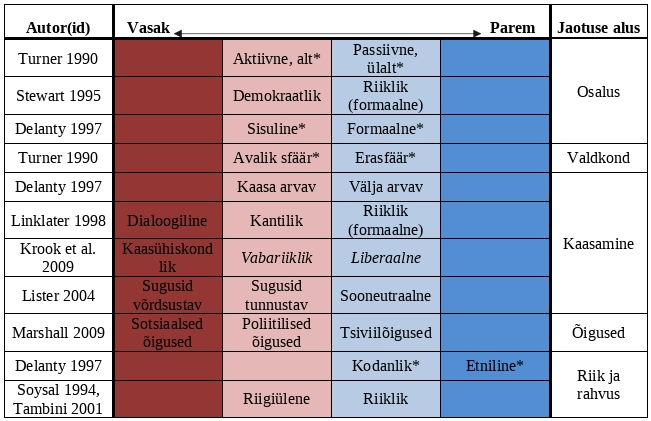 Autor(id) Vasak Parem Jaotuse alus
Turner 1990 Aktiivne, alt* Passiivne, ülalt*
Stewart 1995 Demokraatlik Riiklik (formaalne) Osalus
Delanty 1997 Sisuline* Formaalne*
Turner 1990 Avalik sfäär* Erasfäär* Valdkond
Delanty 1997 Kaasa arvav Välja arvav
Linklater 1998 Dialoogiline Kantilik Riiklik (formaalne)
Krook et al. 2009 Kaasühiskond lik Vabariiklik Liberaalne Kaasamine
Lister 2004 Sugusid võrdsustav Sugusid tunnustav Sooneutraalne
Marshall 2009 Sotsiaalsed õigused Poliitilised õigused Tsiviilõigused Õigused
Delanty 1997 Kodanlik* Etniline* Riik ja rahvus
Soysal 1994, Tambini 2001 Riigiülene Riiklik